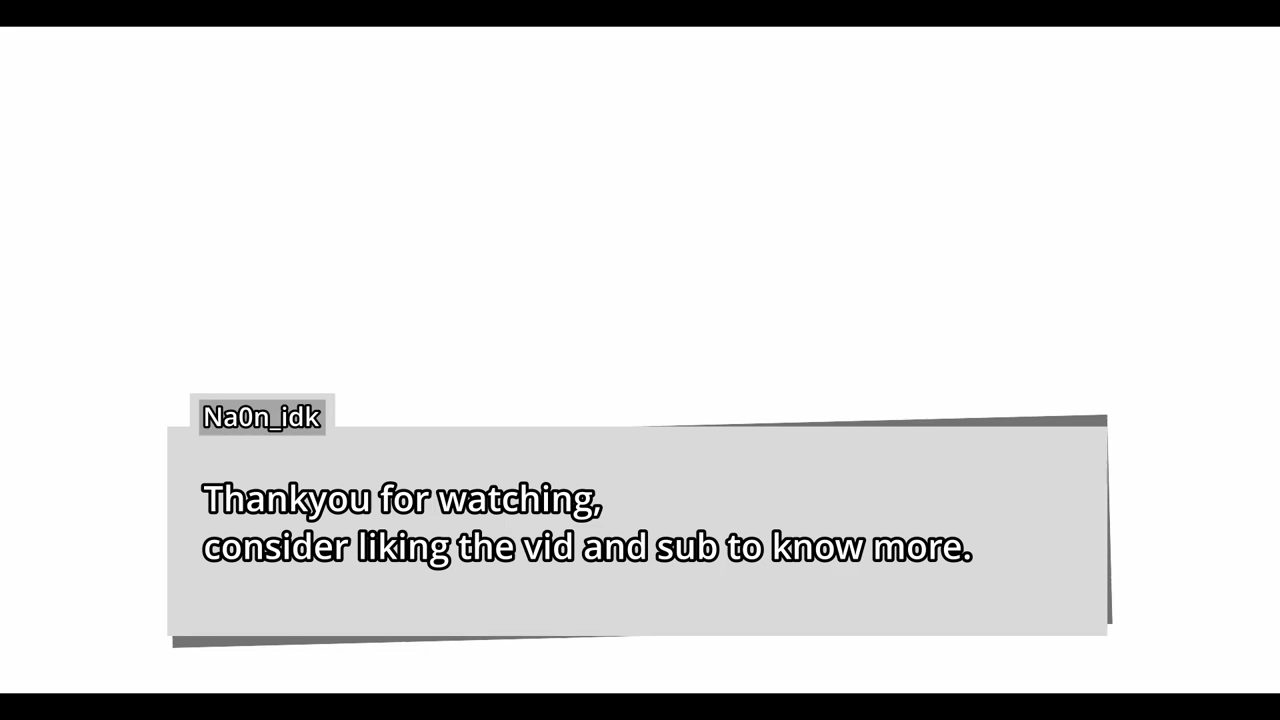 Na0n_idk
Thankyou for watching,
consider liking the vid and sub to know more.